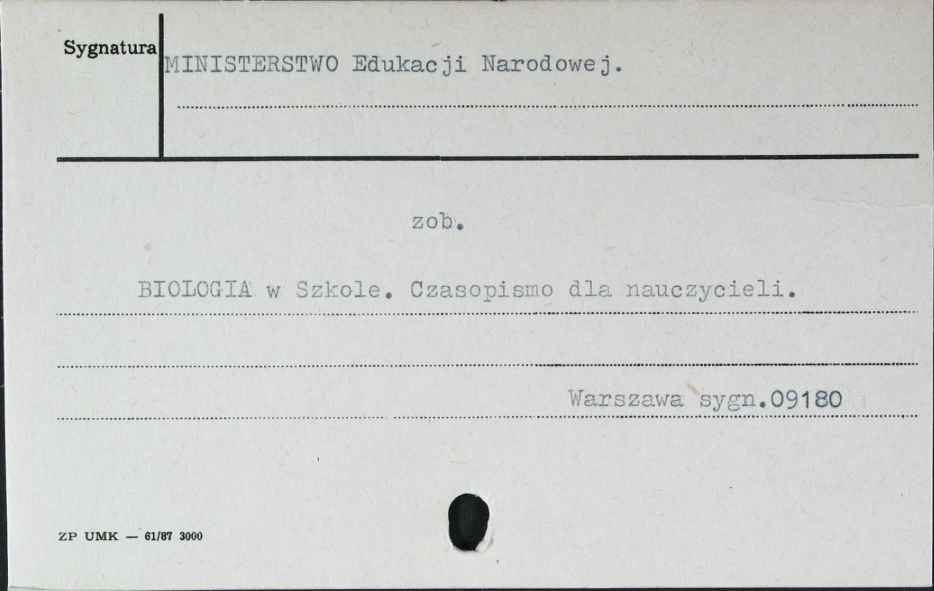 Sygnatura
MINISTERSTWO Edukacji Narodowej.
zob.
BIOLOGIA w Szkole. Czasopismo dla nauczycieli.
Warszawa sygn.09180
ZP UMK — 61/87 3000